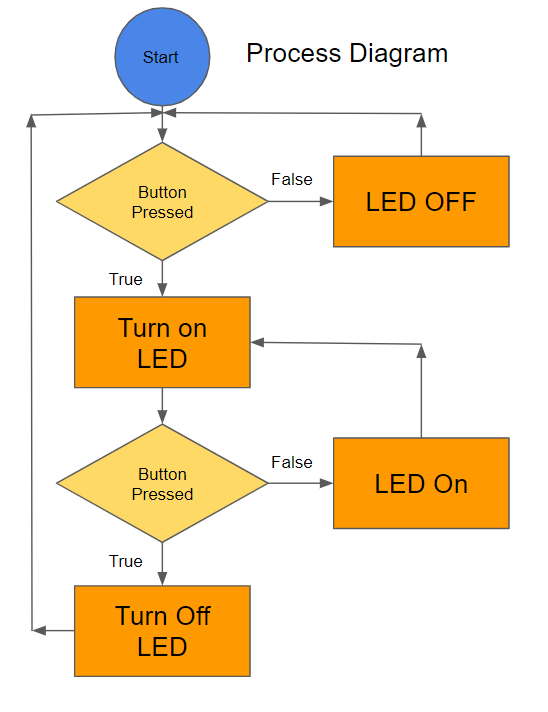 Start
Process Diagram
Button
Pressed
False
LED OFF
True
Turn on
LED
Button
Pressed
False
LED On
True
Turn Off
LED